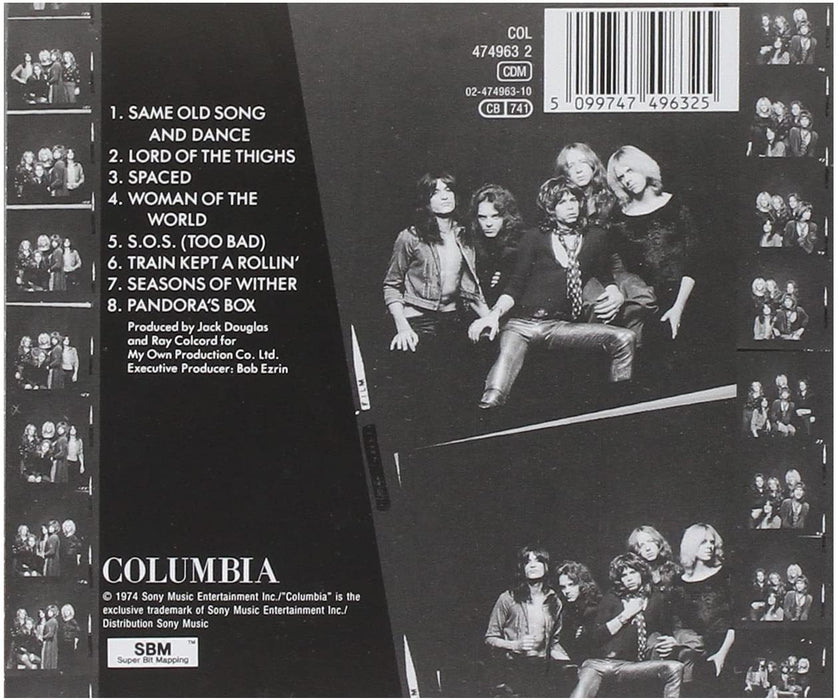 COL
474963 2
CDM
02-474963-10
CB 741
5 099747 496325
1. SAME OLD SONG
AND DANCE
2. LORD OF THE THIGHS
3. SPACED
4. WOMAN OF THE
WORLD
5. S.O.S. (TOO BAD)
6. TRAIN KEPT A ROLLIN'
7. SEASONS OF WITHER
8. PANDORA'S BOX
Produced by Jack Douglas
and Ray Colcord for
My Own Production Co. Ltd.
Executive Producer: Bob Ezrin
FILM
COLUMBIA
© 1974 Sony Music Entertainment Inc./"Columbia" is the
exclusive trademark of Sony Music Entertainment Inc./
Distribution Sony Music
SBM™
Super Bit Mapping
M